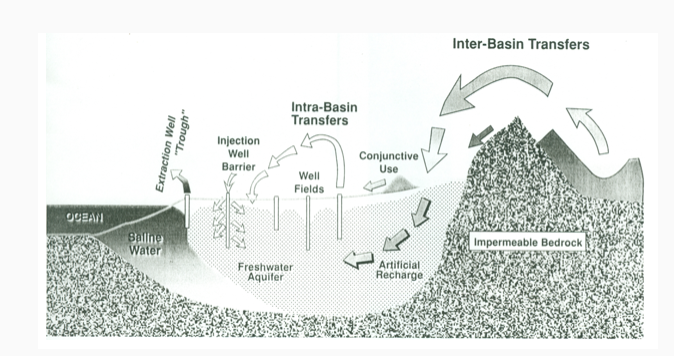 Inter-Basin Transfers
Intra-Basin
Transfers
Extraction Well
"Trough"
Injection
Well
Barrier
Well
Fields
Conjunctive
Use
OCEAN
Saline
Water
Freshwater
Aquifer
Artificial
Recharge
Impermeable Bedrock